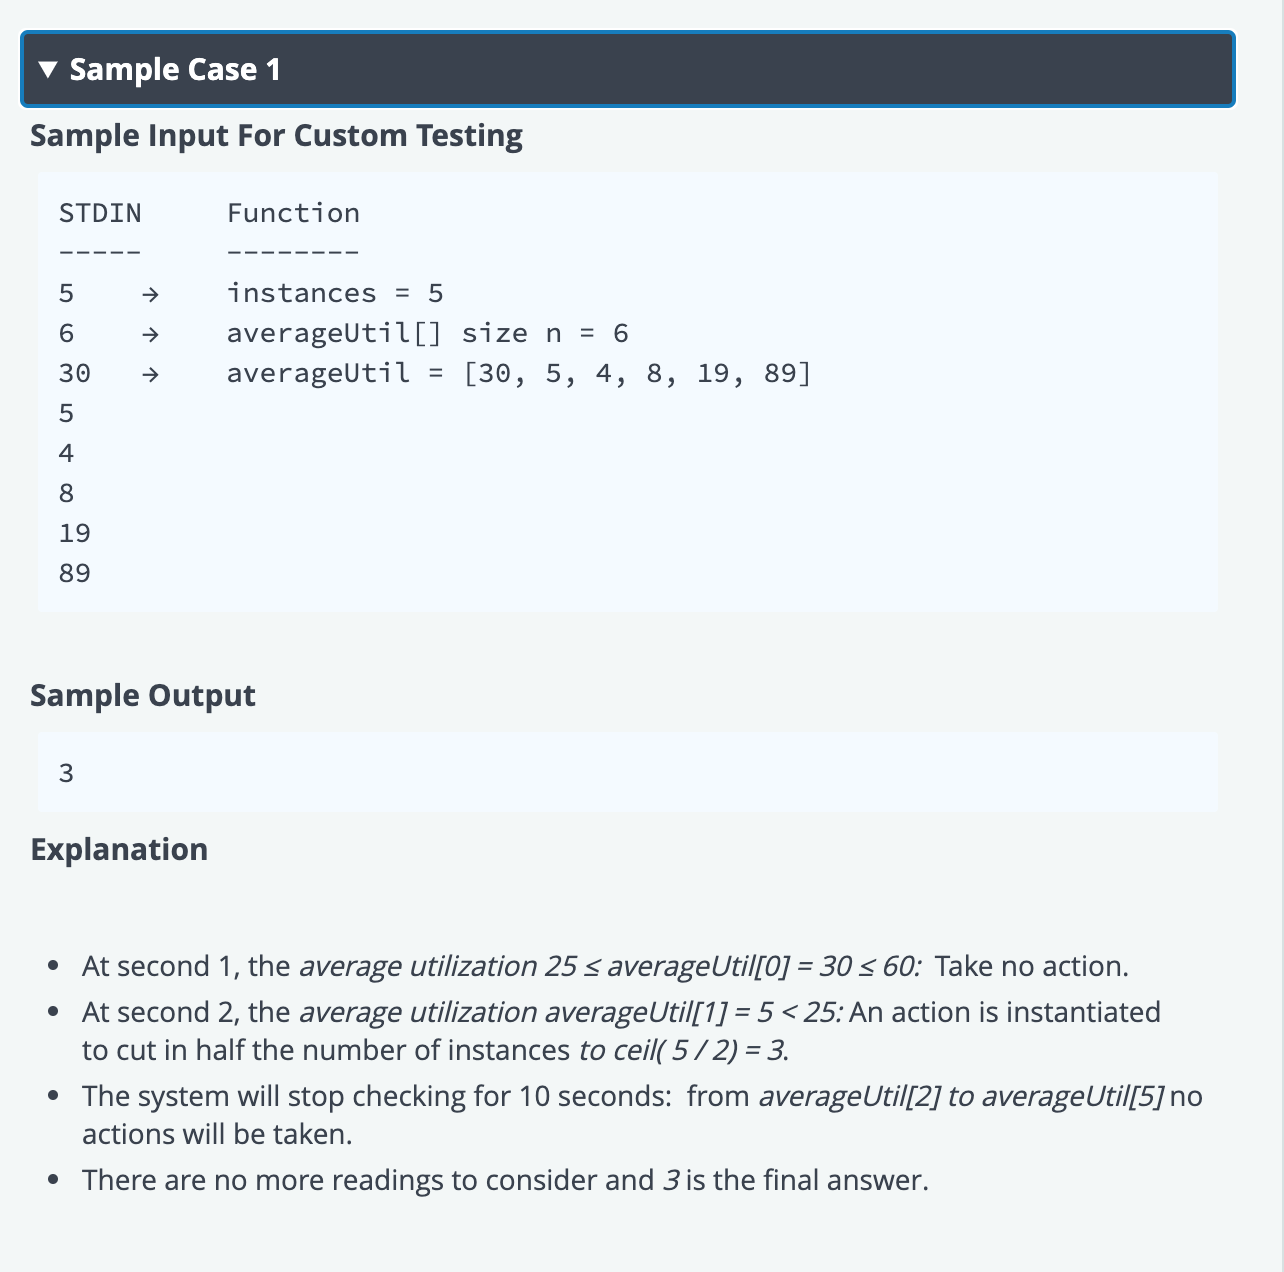 ▼ Sample Case 1
Sample Input For Custom Testing
STDIN     Function
-----     --------
5    →    instances = 5
6    →    averageUtil[] size n = 6
30   →    averageUtil = [30, 5, 4, 8, 19, 89]
5
4
8
19
89
Sample Output
3
Explanation
• At second 1, the average utilization 25 ≤ averageUtil[0] = 30 ≤ 60:  Take no action.
• At second 2, the average utilization averageUtil[1] = 5 < 25: An action is instantiated
to cut in half the number of instances to ceil( 5 / 2) = 3.
• The system will stop checking for 10 seconds:  from averageUtil[2] to averageUtil[5] no
actions will be taken.
• There are no more readings to consider and 3 is the final answer.